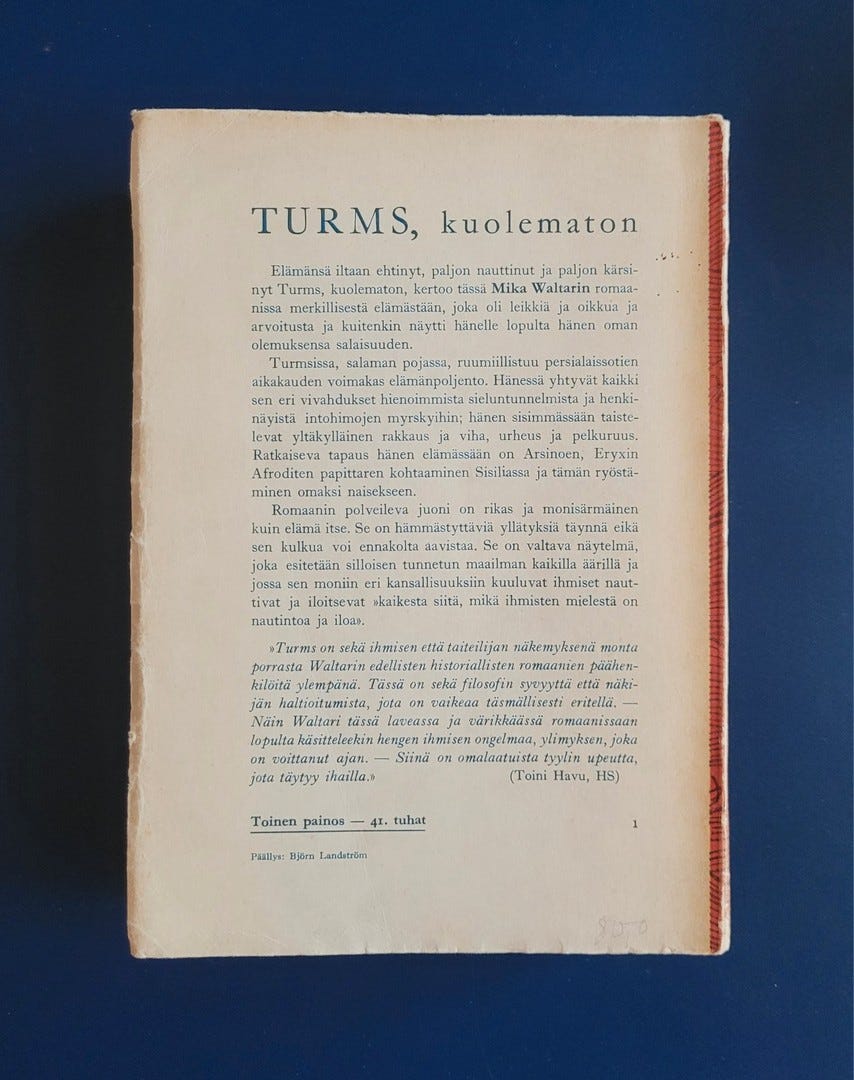 TURMS, kuolematon
Elämänsä iltaan ehtinyt, paljon nauttinut ja paljon kärsi-
nyt Turms, kuolematon, kertoo tässä Mika Waltarin romaa-
nissa merkillisestä elämästään, joka oli leikkiä ja oikkua ja
arvoitusta ja kuitenkin näytti hänelle lopulta hänen oman
olemuksensa salaisuuden.
Turmsissa, salaman pojassa, ruumiillistuu persialaissotien
aikakauden voimakas elämänpoljento. Hänessä yhtyvät kaikki
sen eri vivahdukset hienoimmista sieluntunnelmista ja henki-
näyistä intohimojen myrskyihin; hänen sisimmässään taiste-
levat yltäkylläinen rakkaus ja viha, urheus ja pelkuruus.
Ratkaiseva tapaus hänen elämässään on Arsinoen, Eryxin
Afroditen papittaren kohtaaminen Sisiliassa ja tämän ryöstä-
minen omaksi naisekseen.
Romaanin polveileva juoni on rikas ja monisärmäinen
kuin elämä itse. Se on hämmästyttäviä yllätyksiä täynnä eikä
sen kulkua voi ennakolta aavistaa. Se on valtava näytelmä,
joka esitetään silloisen tunnetun maailman kaikilla äärillä ja
jossa sen moniin eri kansallisuuksiin kuuluvat ihmiset naut-
tivat ja iloitsevat »kaikesta siitä, mikä ihmisten mielestä on
nautintoa ja iloa».
»Turms on sekä ihmisen että taiteilijan näkemyksenä monta
porrasta Waltarin edellisten historiallisten romaanien päähen-
kilöitä ylempänä. Tässä on sekä filosofin syvyyttä että näki-
jän haltioitumista, jota on vaikeaa täsmällisesti eritellä. —
Näin Waltari tässä laveassa ja värikkäässä romaanissaan
lopulta käsitteleekin hengen ihmisen ongelmaa, ylimyksen, joka
on voittanut ajan. — Siinä on omalaatuista tyylin upeutta,
jota täytyy ihailla.» (Toini Havu, HS)
Toinen painos — 41. tuhat 1
Päällys: Björn Landström